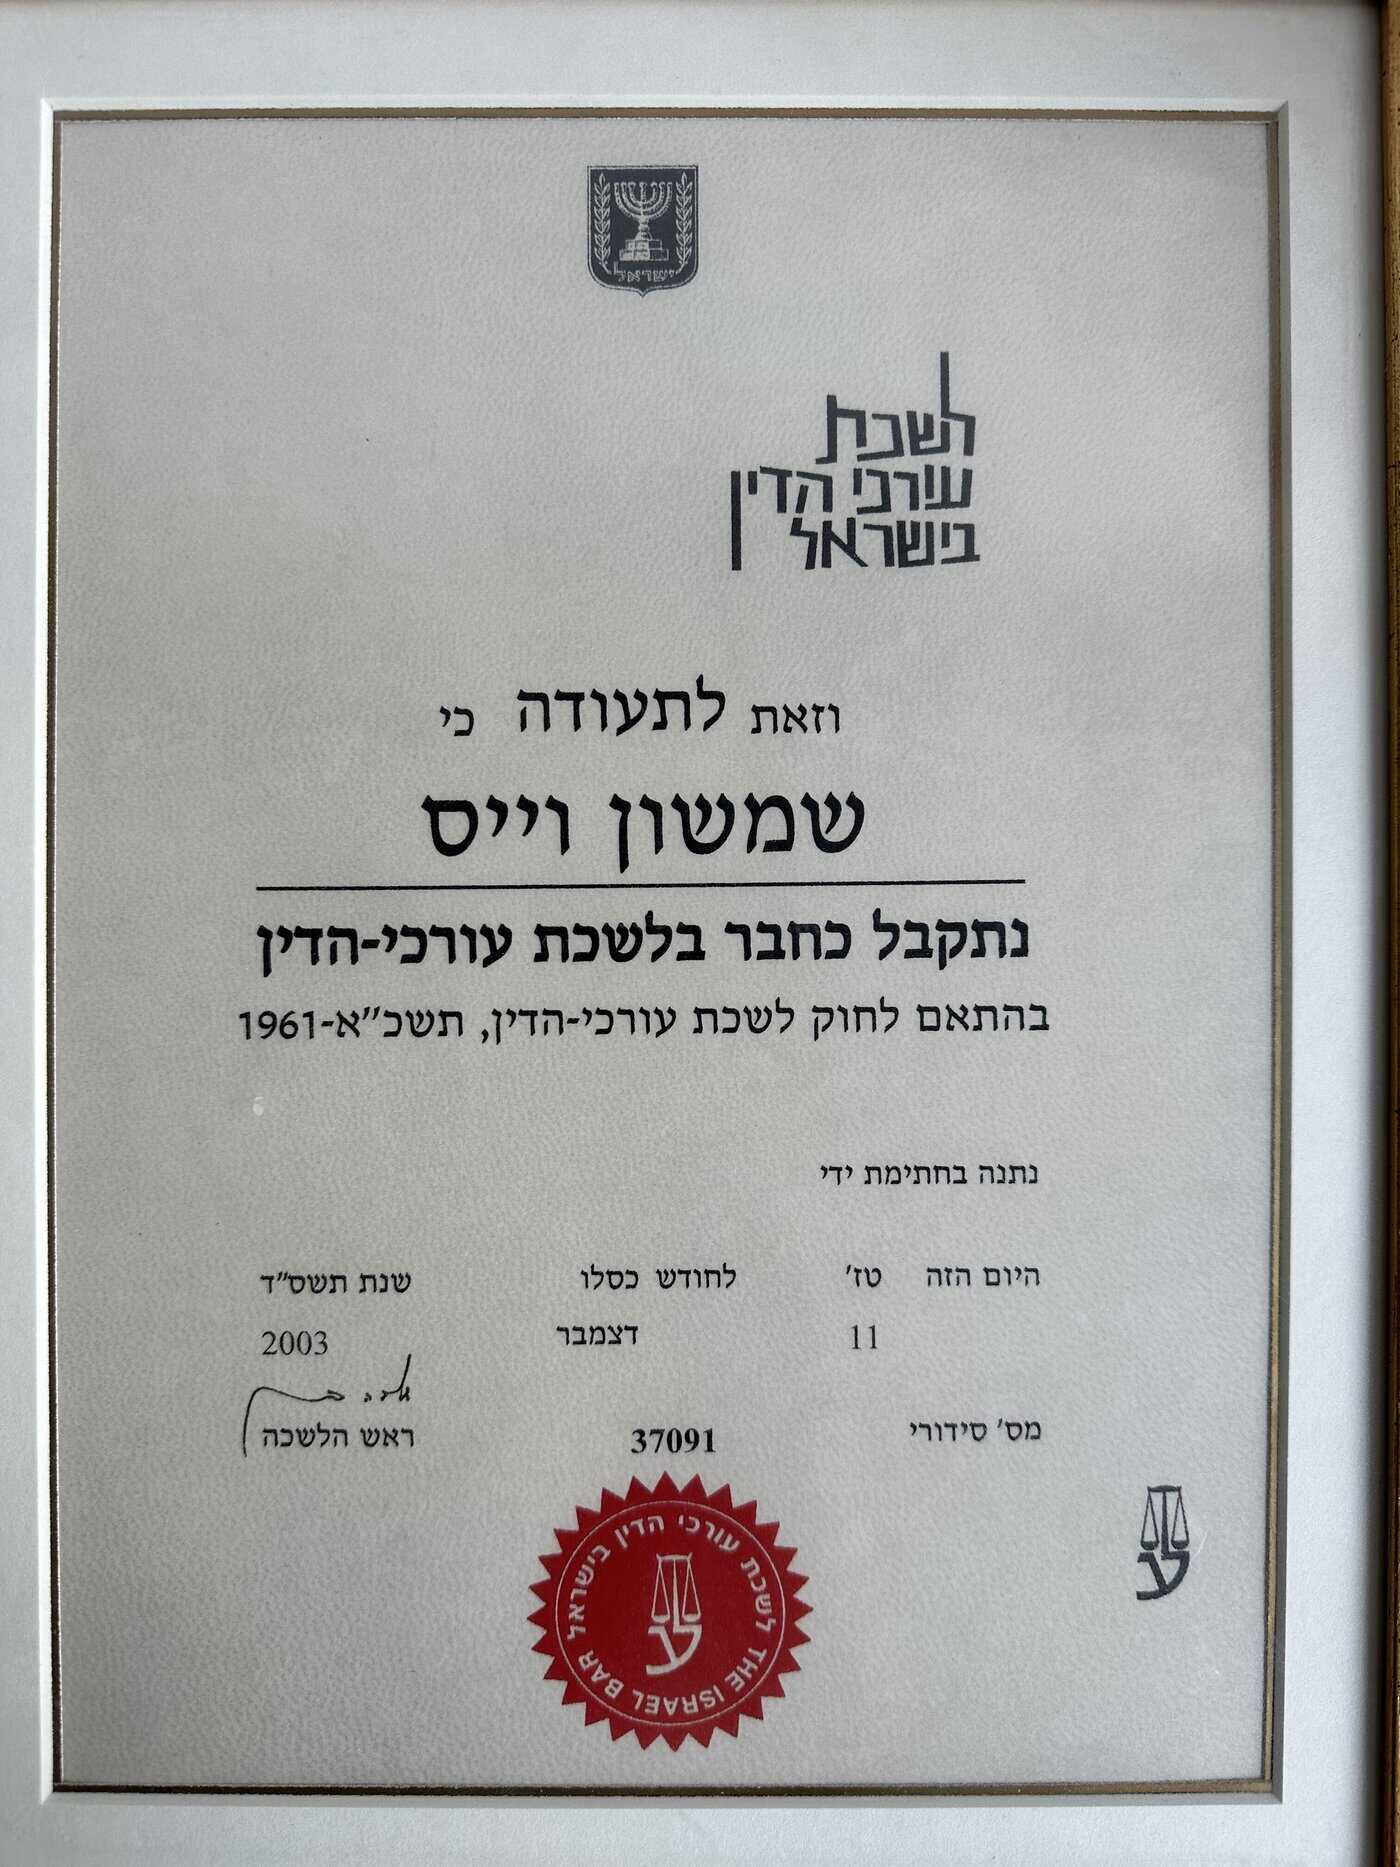 ישראל
לשכת
עורכי הדין
בישראל
וזאת לתעודה כי
שמשון וייס
נתקבל כחבר בלשכת עורכי-הדין
בהתאם לחוק לשכת עורכי-הדין, תשכ"א-1961
נתנה בחתימת ידי
היום הזה טז' לחודש כסלו שנת תשס"ד
11 דצמבר 2003
מס' סידורי 37091 ראש הלשכה
לשכת עורכי הדין בישראל
THE ISRAEL BAR